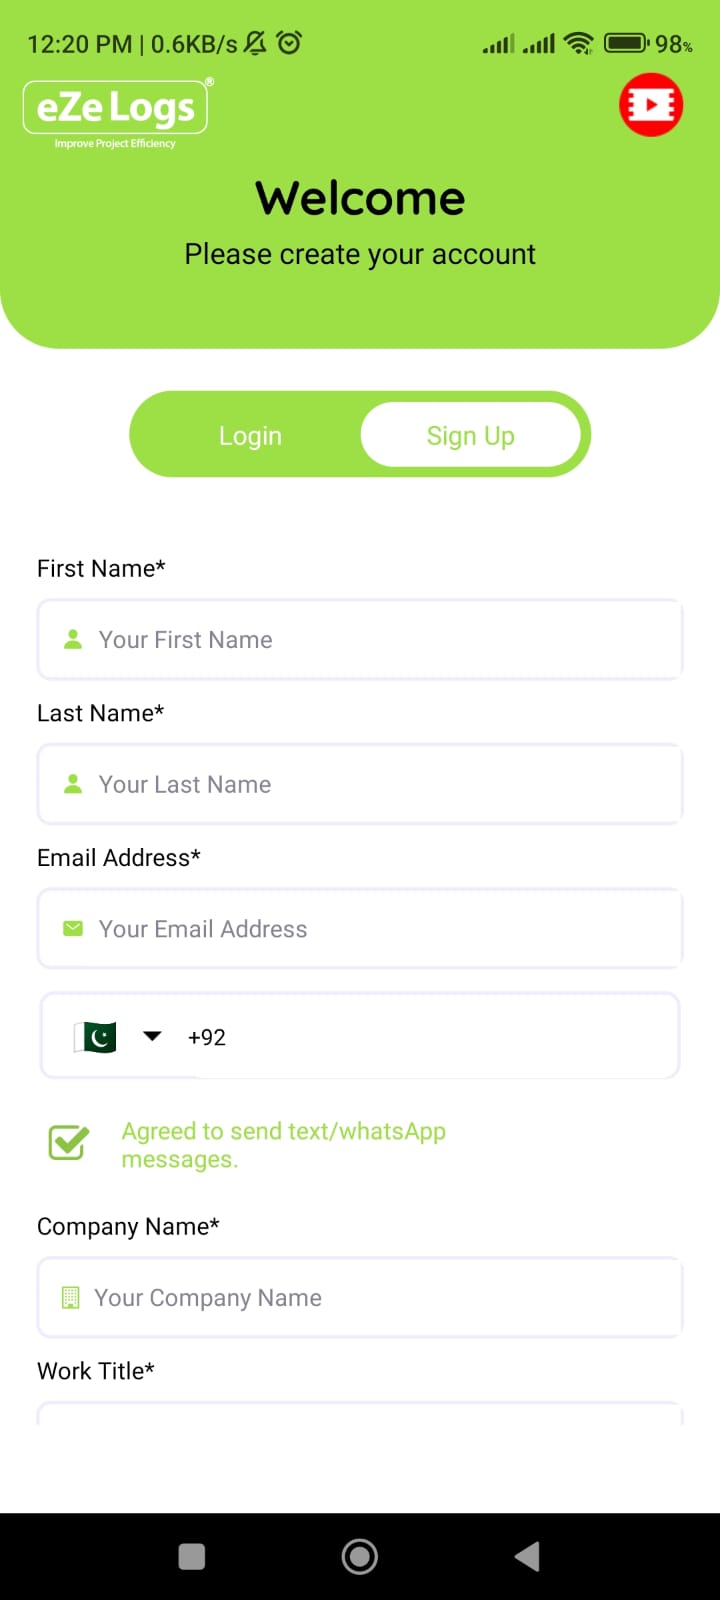 12:20 PM | 0.6KB/s 98%
eZe Logs®
Improve Project Efficiency
Welcome
Please create your account
Login Sign Up
First Name*
Your First Name
Last Name*
Your Last Name
Email Address*
Your Email Address
+92
Agreed to send text/whatsApp
messages.
Company Name*
Your Company Name
Work Title*